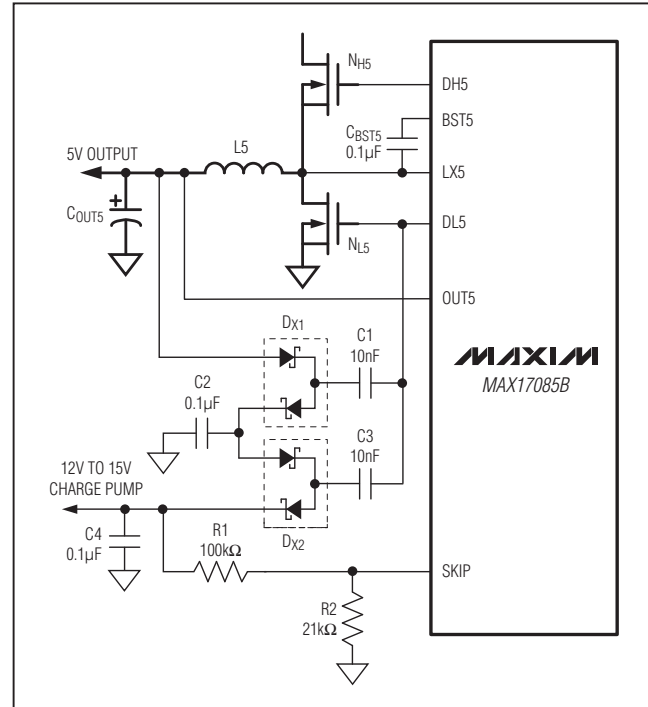 NH5
DH5
BST5
CBST5
0.1µF
5V OUTPUT
L5
LX5
+
COUT5
DL5
NL5
OUT5
DX1
C1
10nF
MAXIM
MAX17085B
C2
0.1µF
C3
10nF
12V TO 15V
CHARGE PUMP
DX2
C4
0.1µF
R1
100kΩ
SKIP
R2
21kΩ